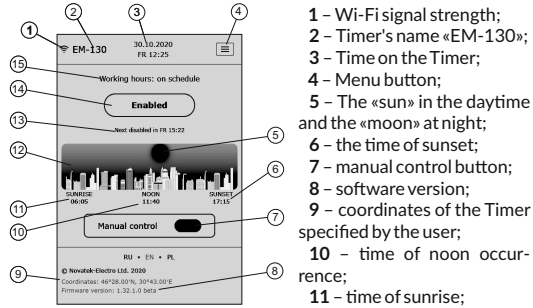 1
2
3
4
EM-130
30.10.2020
FR 12:25
15
Working hours: on schedule
14
Enabled
13
Next disabled in FR 15:22
5
12
6
SUNRISE
06:05
NOON
11:40
SUNSET
17:15
11
10
7
Manual control
RU • EN • PL
9
© Novatek-Electro Ltd. 2020
Coordinates: 46°28.00'N, 30°43.00'E
Firmware version: 1.32.1.0 beta
8
1 – Wi-Fi signal strength;
2 – Timer's name «EM-130»;
3 – Time on the Timer;
4 – Menu button;
5 – The «sun» in the daytime
and the «moon» at night;
6 – the time of sunset;
7 – manual control button;
8 – software version;
9 – coordinates of the Timer
specified by the user;
10 – time of noon occur-
rence;
11 – time of sunrise;